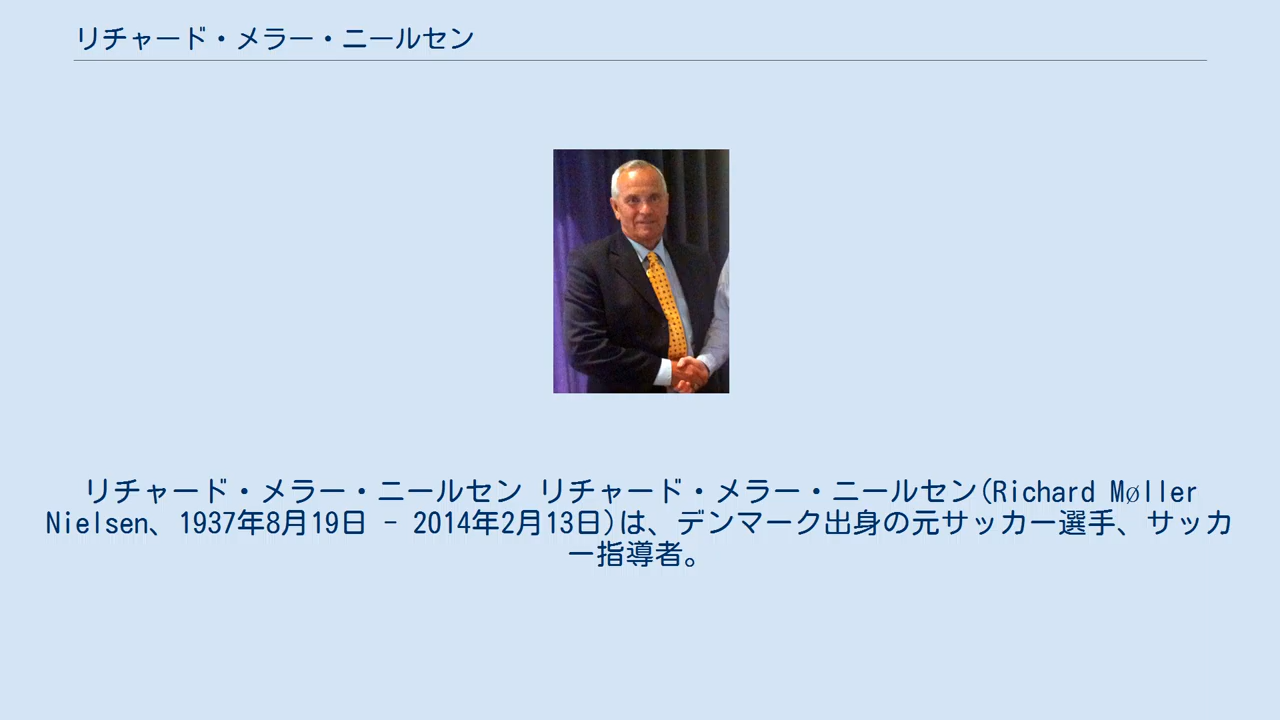 リチャード・メラー・ニールセン
リチャード・メラー・ニールセン リチャード・メラー・ニールセン(Richard Møller
Nielsen、1937年8月19日 - 2014年2月13日)は、デンマーク出身の元サッカー選手、サッカ
ー指導者。